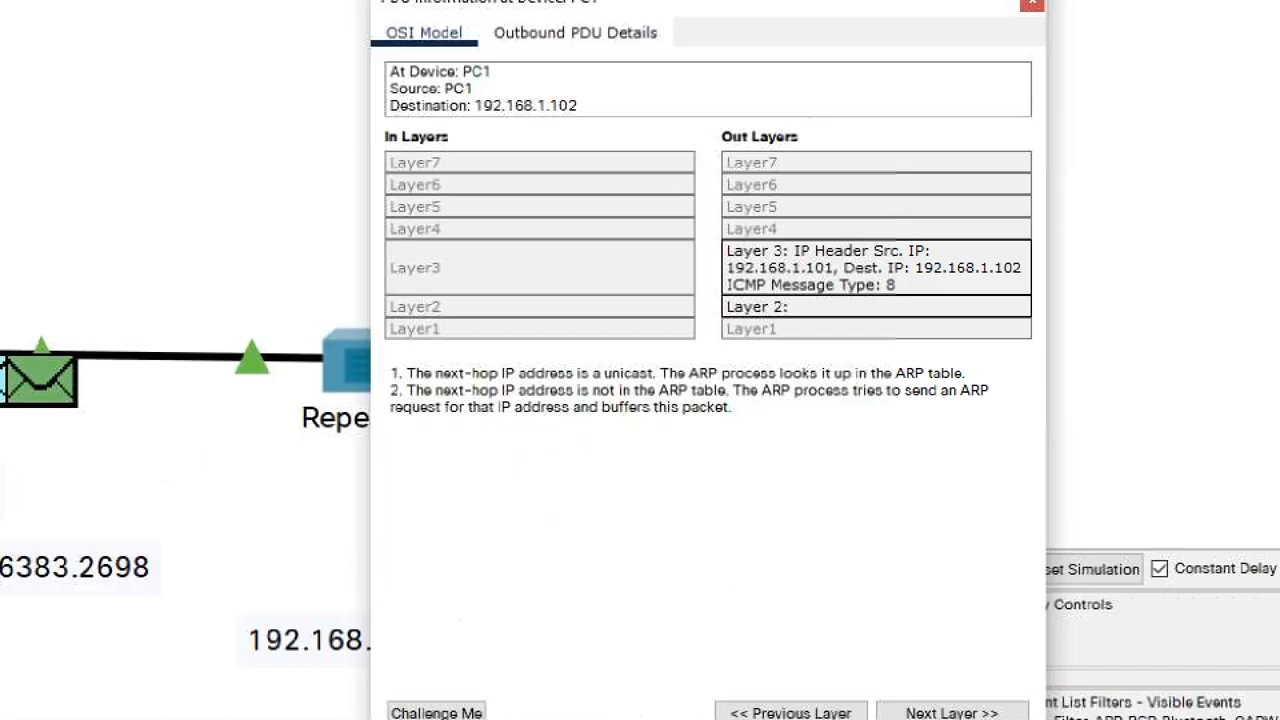 PDU Information at Device: PC1
OSI Model
Outbound PDU Details
At Device: PC1
Source: PC1
Destination: 192.168.1.102
In Layers
Out Layers
Layer7
Layer7
Layer6
Layer6
Layer5
Layer5
Layer4
Layer4
Layer3
Layer 3: IP Header Src. IP:
192.168.1.101, Dest. IP: 192.168.1.102
ICMP Message Type: 8
Layer2
Layer 2:
Layer1
Layer1
1. The next-hop IP address is a unicast. The ARP process looks it up in the ARP table.
2. The next-hop IP address is not in the ARP table. The ARP process tries to send an ARP
request for that IP address and buffers this packet.
Repe
6383.2698
192.168.
set Simulation
Constant Delay
Controls
nt List Filters - Visible Events
Challenge Me
<< Previous Layer
Next Layer >>